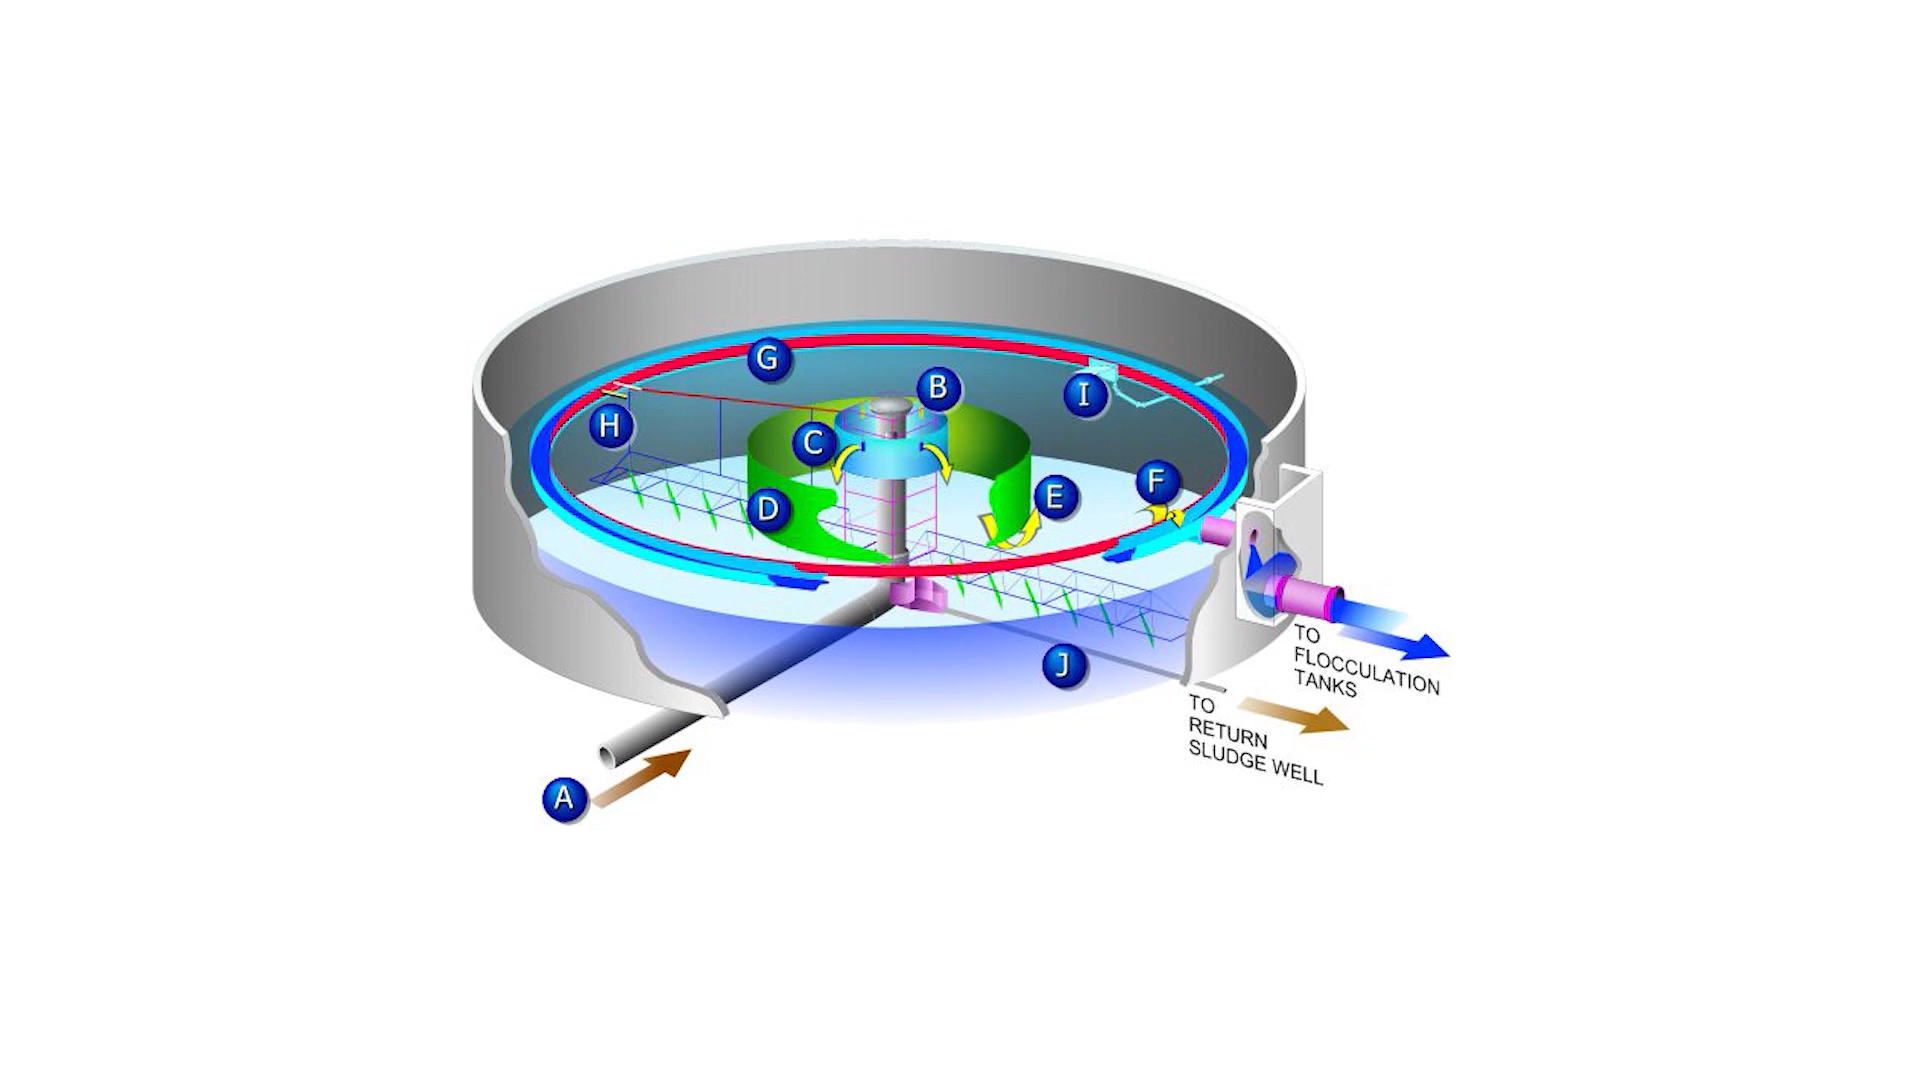 G
B
I
H
C
F
E
D
TO
FLOCCULATION
TANKS
J
TO
RETURN
SLUDGE WELL
A